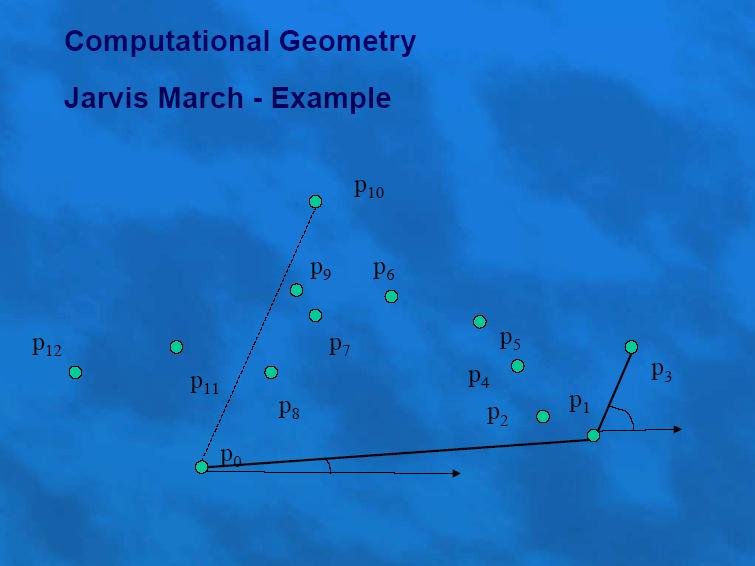 Computational Geometry
Jarvis March - Example
p10
p9 p6
p12 p7 p5
p11 p4 p3
p8 p2 p1
p0